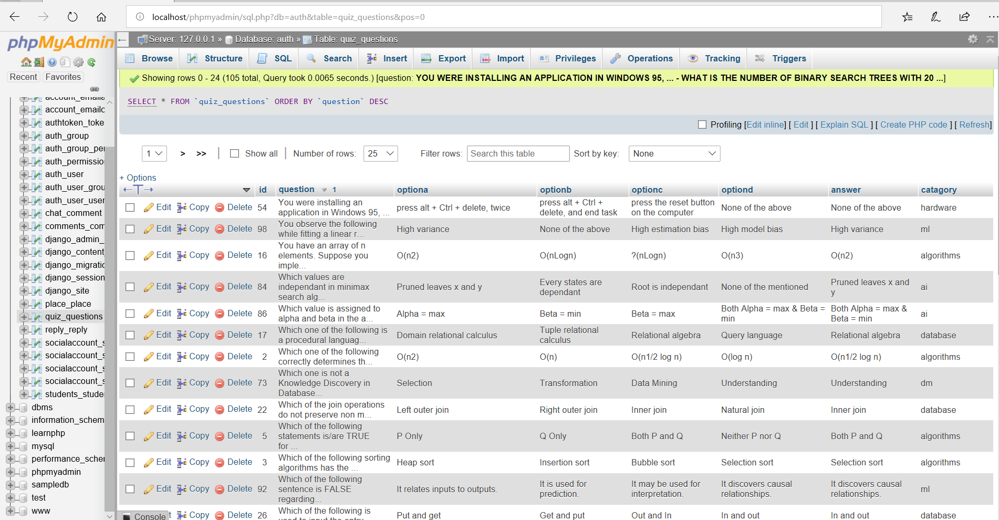 localhost/phpmyadmin/sql.php?db=auth&table=quiz_questions&pos=0
phpMyAdmin
Recent Favorites
account_emaila
account_emailc
authtoken_toke
auth_group
auth_group_per
auth_permissio
auth_user
auth_user_grou
auth_user_user
chat_comment
comments_com
django_admin_
django_content
django_migratic
django_session
django_site
place_place
quiz_questions
reply_reply
socialaccount_s
socialaccount_s
socialaccount_s
socialaccount_s
students_stude
dbms
information_schem
learnphp
mysql
performance_scher
phpmyadmin
sampledb
test
www
Server: 127.0.0.1 » Database: auth » Table: quiz_questions
Browse Structure SQL Search Insert Export Import Privileges Operations Tracking Triggers
Showing rows 0 - 24 (105 total, Query took 0.0065 seconds.) [question: YOU WERE INSTALLING AN APPLICATION IN WINDOWS 95, ... - WHAT IS THE NUMBER OF BINARY SEARCH TREES WITH 20 ...]
SELECT * FROM `quiz_questions` ORDER BY `question` DESC
Profiling [Edit inline] [ Edit ] [ Explain SQL ] [ Create PHP code ] [ Refresh]
1 > >> | Show all | Number of rows: 25 Filter rows: Search this table Sort by key: None
+ Options
←T→ id question 1 optiona optionb optionc optiond answer catagory
Edit Copy Delete 54 You were installing an application in Windows 95, ... press alt + Ctrl + delete, twice press alt + Ctrl + delete, and end task press the reset button on the computer None of the above None of the above hardware
Edit Copy Delete 98 You observe the following while fitting a linear r... High variance None of the above High estimation bias High model bias High variance ml
Edit Copy Delete 16 You have an array of n elements. Suppose you imple... O(n2) O(nLogn) ?(nLogn) O(n3) O(n2) algorithms
Edit Copy Delete 84 Which values are independant in minimax search alg... Pruned leaves x and y Every states are dependant Root is independant None of the mentioned Pruned leaves x and y ai
Edit Copy Delete 86 Which value is assigned to alpha and beta in the a... Alpha = max Beta = min Beta = max Both Alpha = max & Beta = min Both Alpha = max & Beta = min ai
Edit Copy Delete 17 Which one of the following is a procedural languag... Domain relational calculus Tuple relational calculus Relational algebra Query language Relational algebra database
Edit Copy Delete 2 Which one of the following correctly determines th... O(n2) O(n) O(n1/2 log n) O(log n) O(n1/2 log n) algorithms
Edit Copy Delete 73 Which one is not a Knowledge Discovery in Database... Selection Transformation Data Mining Understanding Understanding dm
Edit Copy Delete 22 Which of the join operations do not preserve non m... Left outer join Right outer join Inner join Natural join Inner join database
Edit Copy Delete 5 Which of the following statements is/are TRUE for ... P Only Q Only Both P and Q Neither P nor Q Both P and Q algorithms
Edit Copy Delete 3 Which of the following sorting algorithms has the ... Heap sort Insertion sort Bubble sort Selection sort Selection sort algorithms
Edit Copy Delete 92 Which of the following sentence is FALSE regarding... It relates inputs to outputs. It is used for prediction. It may be used for interpretation. It discovers causal relationships. It discovers causal relationships. ml
Console t Copy Delete 26 Which of the following is used to input the entry Put and get Get and put Out and In In and out In and out database